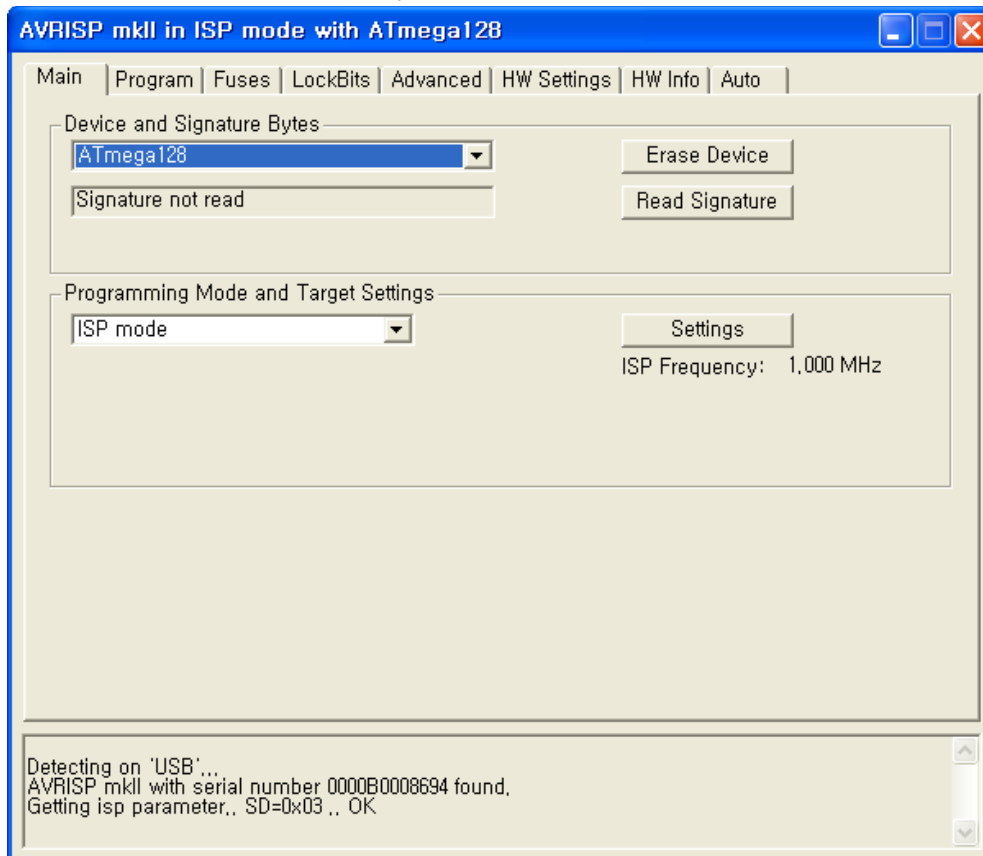 AVRISP mkII in ISP mode with ATmega128
Main Program Fuses LockBits Advanced HW Settings HW Info Auto
Device and Signature Bytes
ATmega128
Erase Device
Signature not read
Read Signature
Programming Mode and Target Settings
ISP mode
Settings
ISP Frequency: 1,000 MHz
Detecting on 'USB',,,
AVRISP mkII with serial number 0000B0008694 found,
Getting isp parameter,, SD=0x03 ,, OK